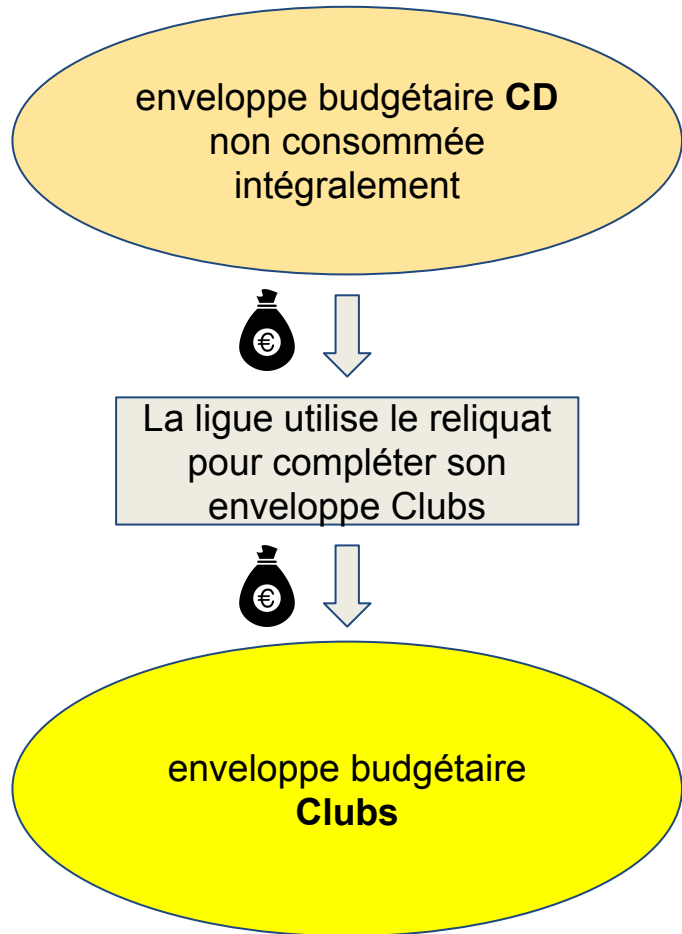 enveloppe budgétaire CD
non consommée
intégralement
€
La ligue utilise le reliquat
pour compléter son
enveloppe Clubs
€
enveloppe budgétaire
Clubs